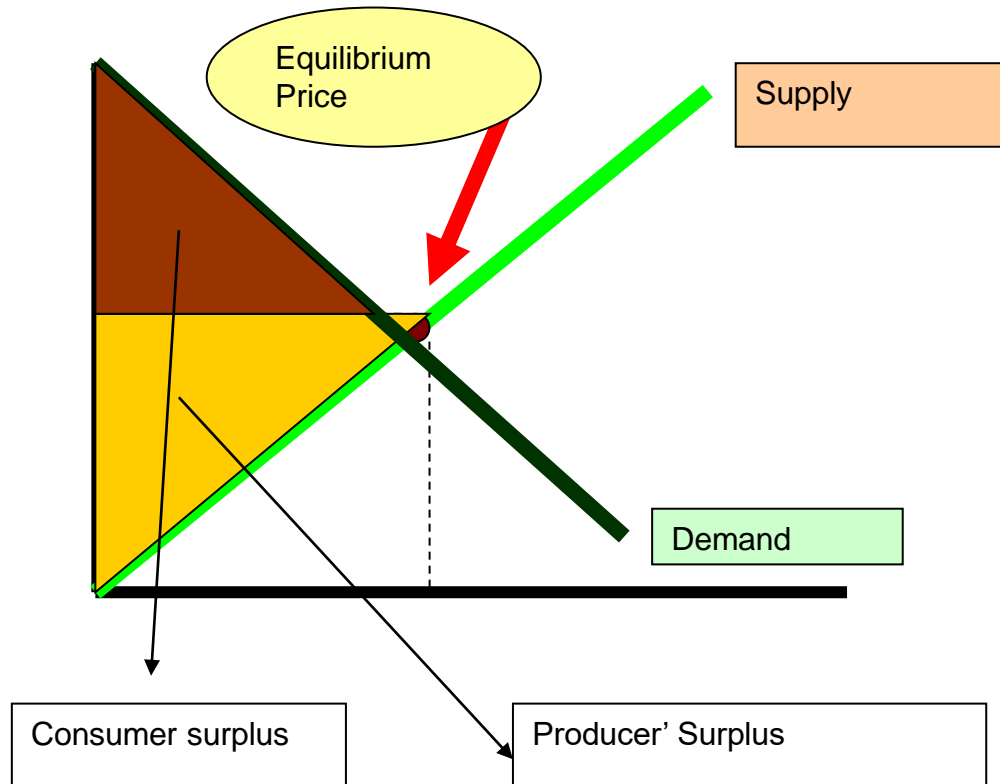 Equilibrium
Price
Supply
Demand
Consumer surplus
Producer’ Surplus